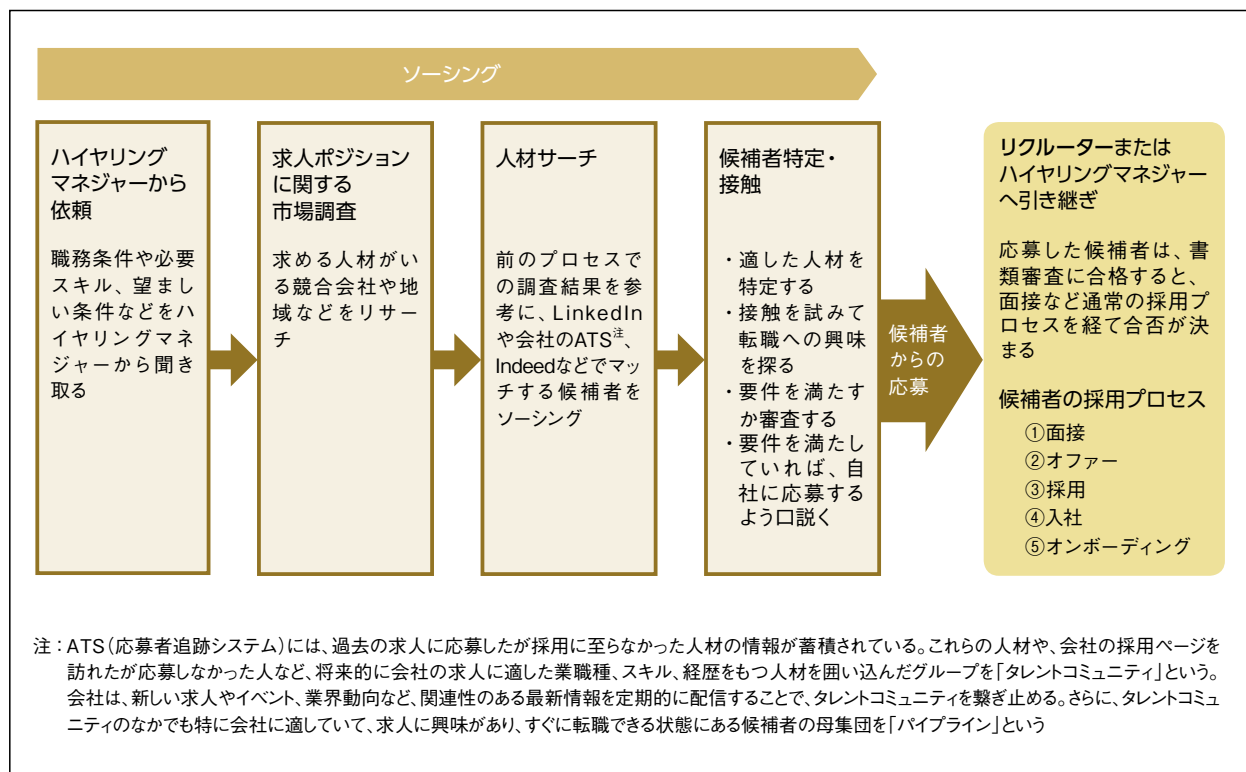 ソーシング
ハイヤリング
マネジャーから
依頼
職務条件や必要
スキル、望まし
い条件などをハ
イヤリングマネ
ジャーから聞き
取る
求人ポジション
に関する
市場調査
求める人材がい
る競合会社や地
域などをリサー
チ
人材サーチ
前のプロセスで
の調査結果を参
考に、LinkedIn
や会社のATS注、
Indeedなどでマッ
チする候補者を
ソーシング
候補者特定・
接触
・適した人材を
特定する
・接触を試みて
転職への興味
を探る
・要件を満たす
か審査する
・要件を満たし
ていれば、自
社に応募する
よう口説く
候補者
からの
応募
リクルーターまたは
ハイヤリングマネジャー
へ引き継ぎ
応募した候補者は、書
類審査に合格すると、
面接など通常の採用プ
ロセスを経て合否が決
まる
候補者の採用プロセス
①面接
②オファー
③採用
④入社
⑤オンボーディング
注：ATS（応募者追跡システム）には、過去の求人に応募したが採用に至らなかった人材の情報が蓄積されている。これらの人材や、会社の採用ページを
訪れたが応募しなかった人など、将来的に会社の求人に適した業職種、スキル、経歴をもつ人材を囲い込んだグループを「タレントコミュニティ」という。
会社は、新しい求人やイベント、業界動向など、関連性のある最新情報を定期的に配信することで、タレントコミュニティを繋ぎ止める。さらに、タレントコミュ
ニティのなかでも特に会社に適していて、求人に興味があり、すぐに転職できる状態にある候補者の母集団を「パイプライン」という